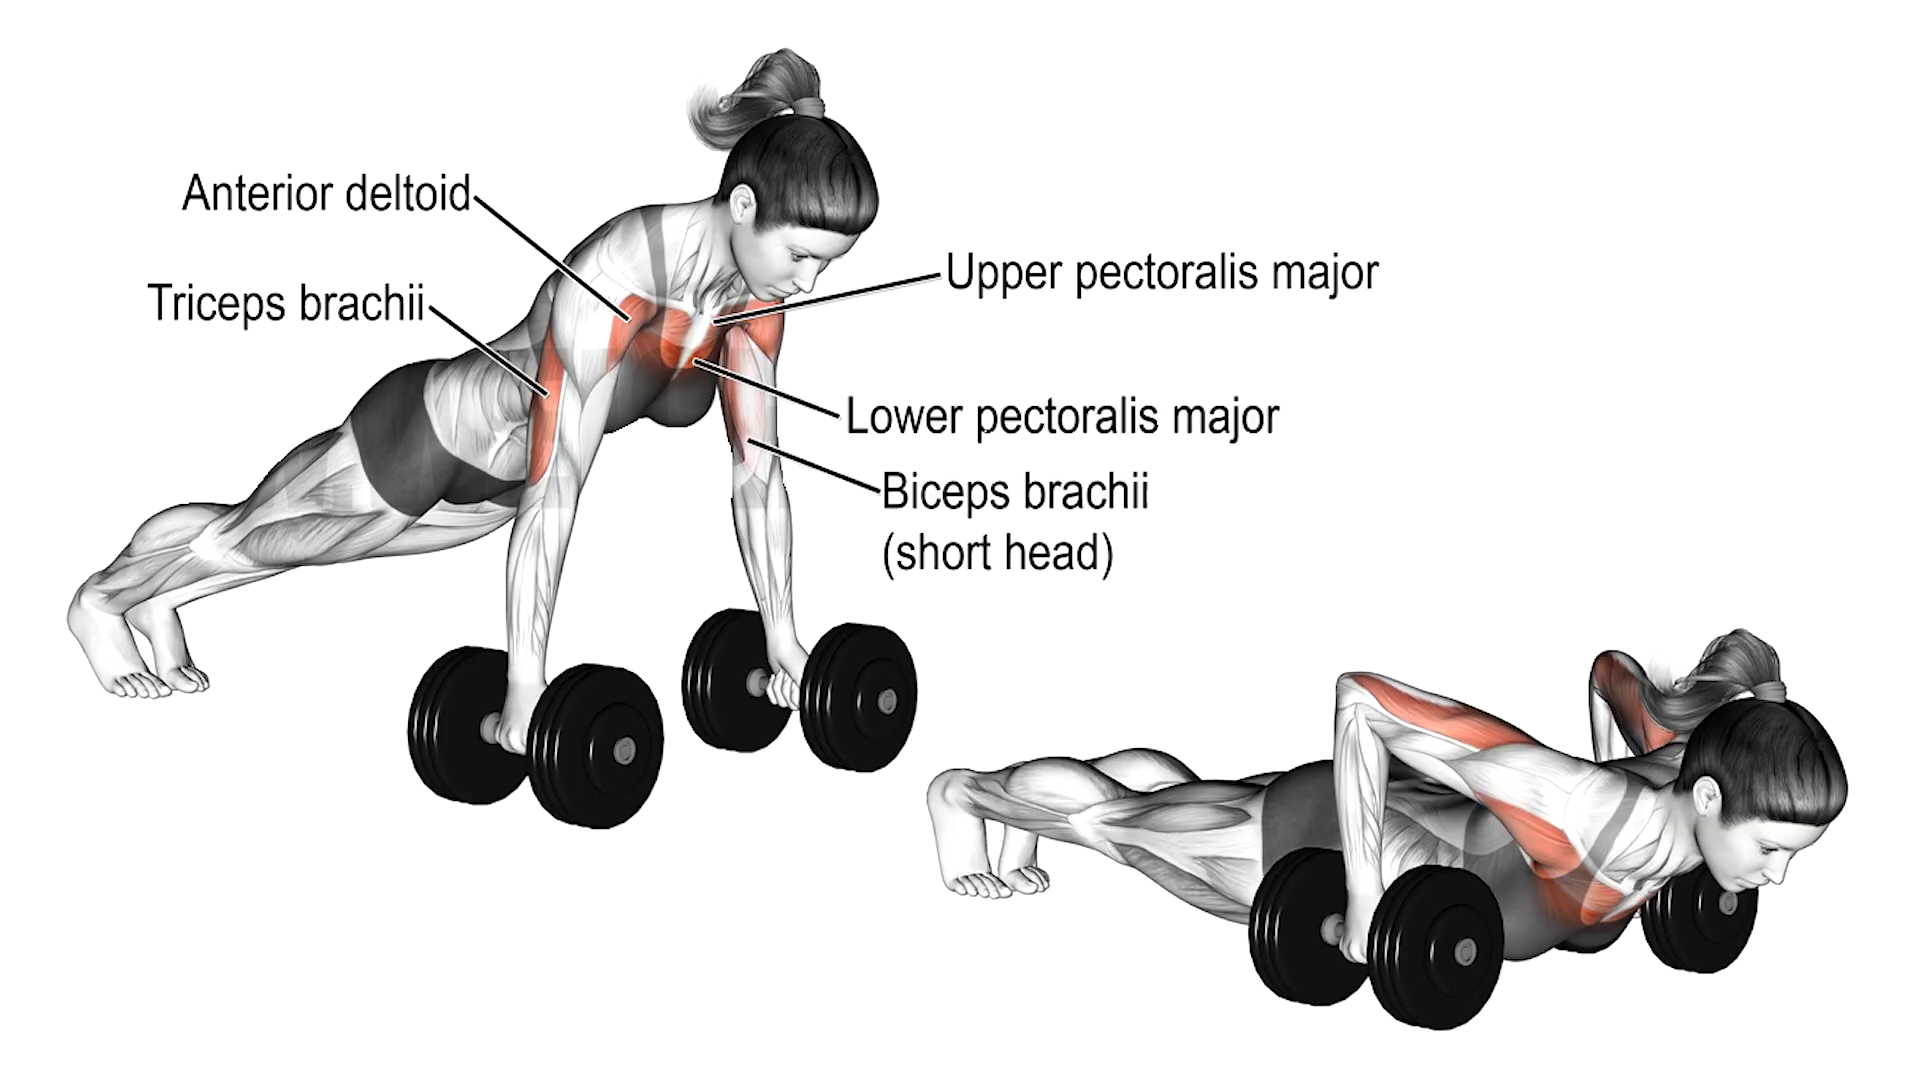 Anterior deltoid
Triceps brachii
Upper pectoralis major
Lower pectoralis major
Biceps brachii
(short head)